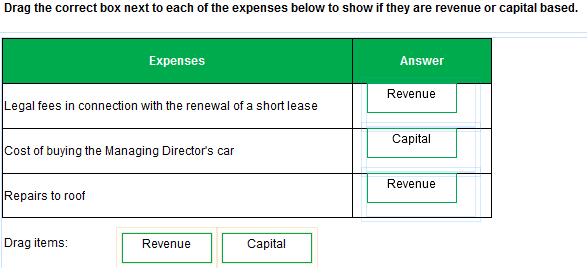 Drag the correct box next to each of the expenses below to show if they are revenue or capital based.
Expenses Answer
Legal fees in connection with the renewal of a short lease Revenue
Cost of buying the Managing Director's car Capital
Repairs to roof Revenue
Drag items: Revenue Capital